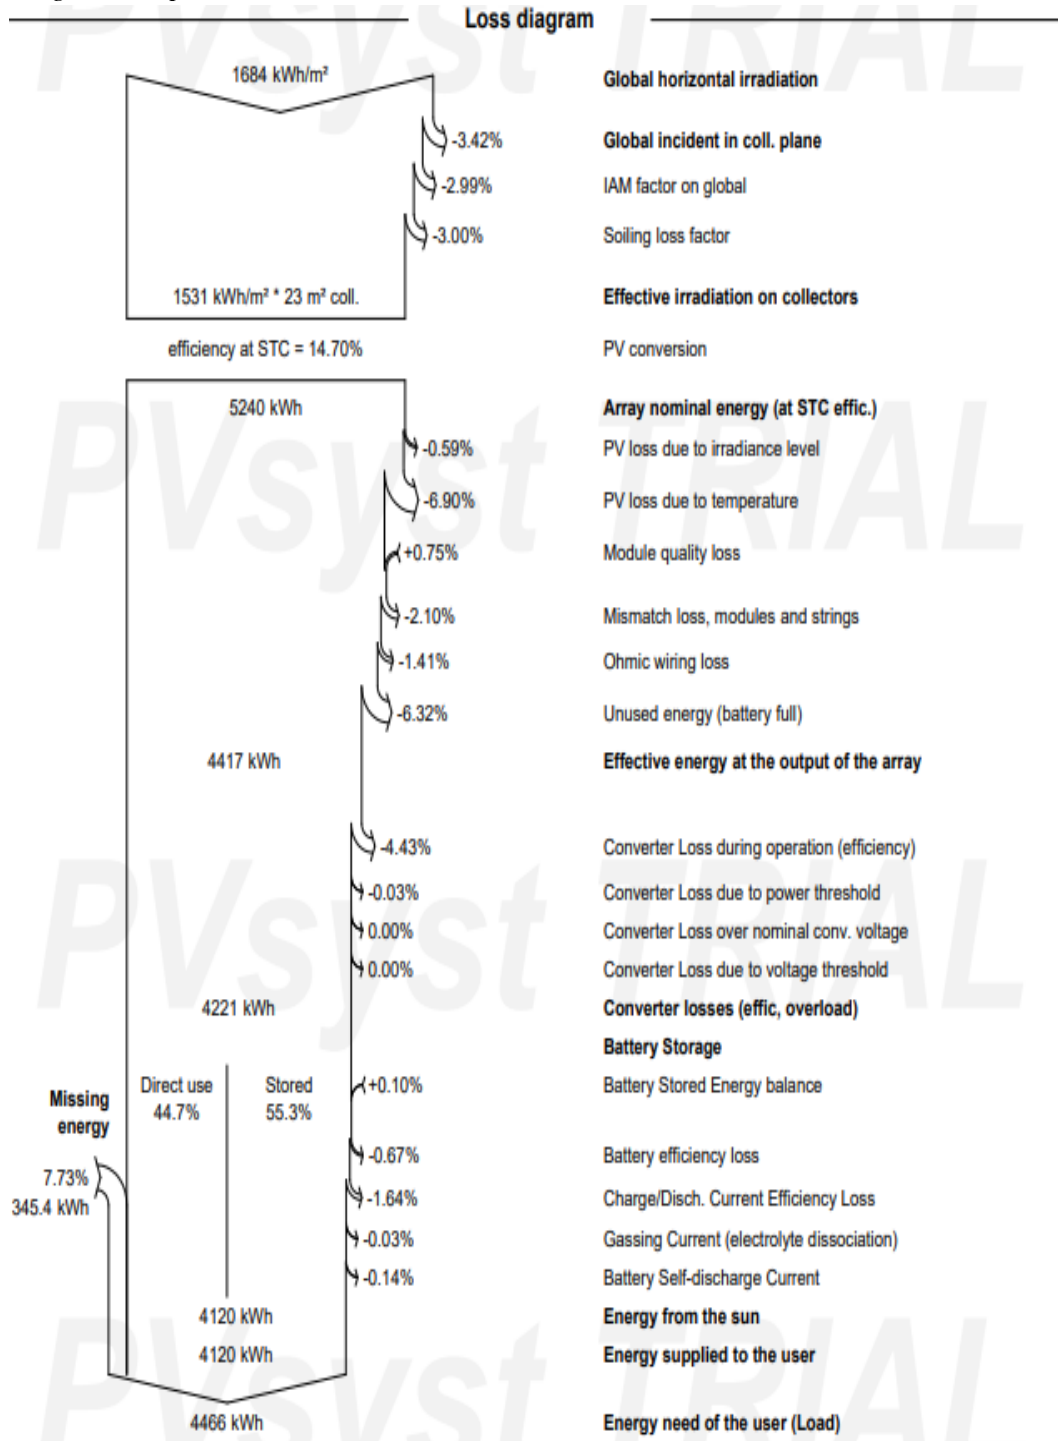 Loss diagram
1684 kWh/m² Global horizontal irradiation
-3.42% Global incident in coll. plane
-2.99% IAM factor on global
-3.00% Soiling loss factor
1531 kWh/m² * 23 m² coll. Effective irradiation on collectors
efficiency at STC = 14.70% PV conversion
5240 kWh Array nominal energy (at STC effic.)
-0.59% PV loss due to irradiance level
-6.90% PV loss due to temperature
+0.75% Module quality loss
-2.10% Mismatch loss, modules and strings
-1.41% Ohmic wiring loss
-6.32% Unused energy (battery full)
4417 kWh Effective energy at the output of the array
-4.43% Converter Loss during operation (efficiency)
-0.03% Converter Loss due to power threshold
0.00% Converter Loss over nominal conv. voltage
0.00% Converter Loss due to voltage threshold
4221 kWh Converter losses (effic, overload)
Battery Storage
Direct use Stored +0.10% Battery Stored Energy balance
Missing 44.7% 55.3%
energy
-0.67% Battery efficiency loss
7.73%
345.4 kWh
-1.64% Charge/Disch. Current Efficiency Loss
-0.03% Gassing Current (electrolyte dissociation)
-0.14% Battery Self-discharge Current
4120 kWh Energy from the sun
4120 kWh Energy supplied to the user
4466 kWh Energy need of the user (Load)
PVsyst TRIAL
PVsyst TRIAL
PVsyst TRIAL
PVsyst TRIAL